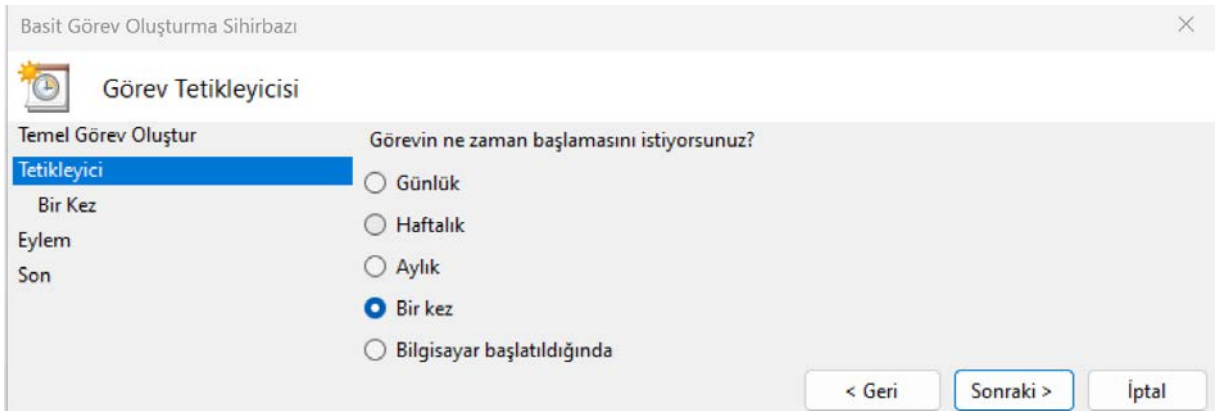 Basit Görev Oluşturma Sihirbazı
Görev Tetikleyicisi
Temel Görev Oluştur
Tetikleyici
Bir Kez
Eylem
Son
Görevin ne zaman başlamasını istiyorsunuz?
Günlük
Haftalık
Aylık
Bir kez
Bilgisayar başlatıldığında
< Geri
Sonraki >
İptal